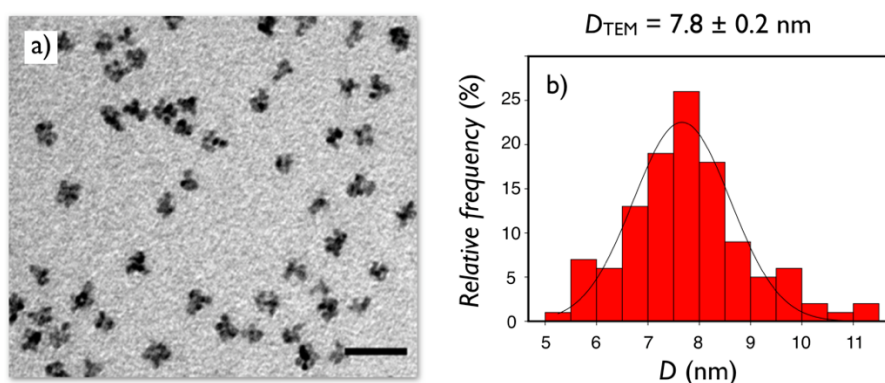 a)
D_TEM = 7.8 ± 0.2 nm
b)
Relative frequency (%)
25
20
15
10
5
0
5 6 7 8 9 10 11
D (nm)